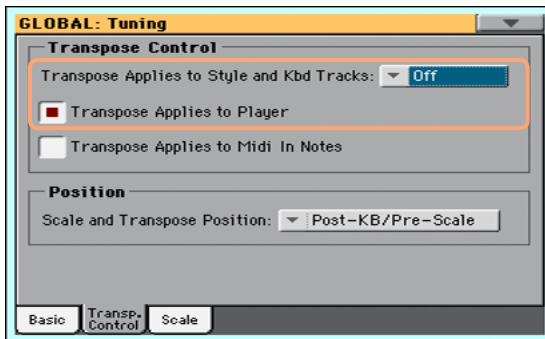 GLOBAL: Tuning
Transpose Control
Transpose Applies to Style and Kbd Tracks: Off
Transpose Applies to Player
Transpose Applies to Midi In Notes
Position
Scale and Transpose Position: Post-KB/Pre-Scale
Basic Transp. Control Scale